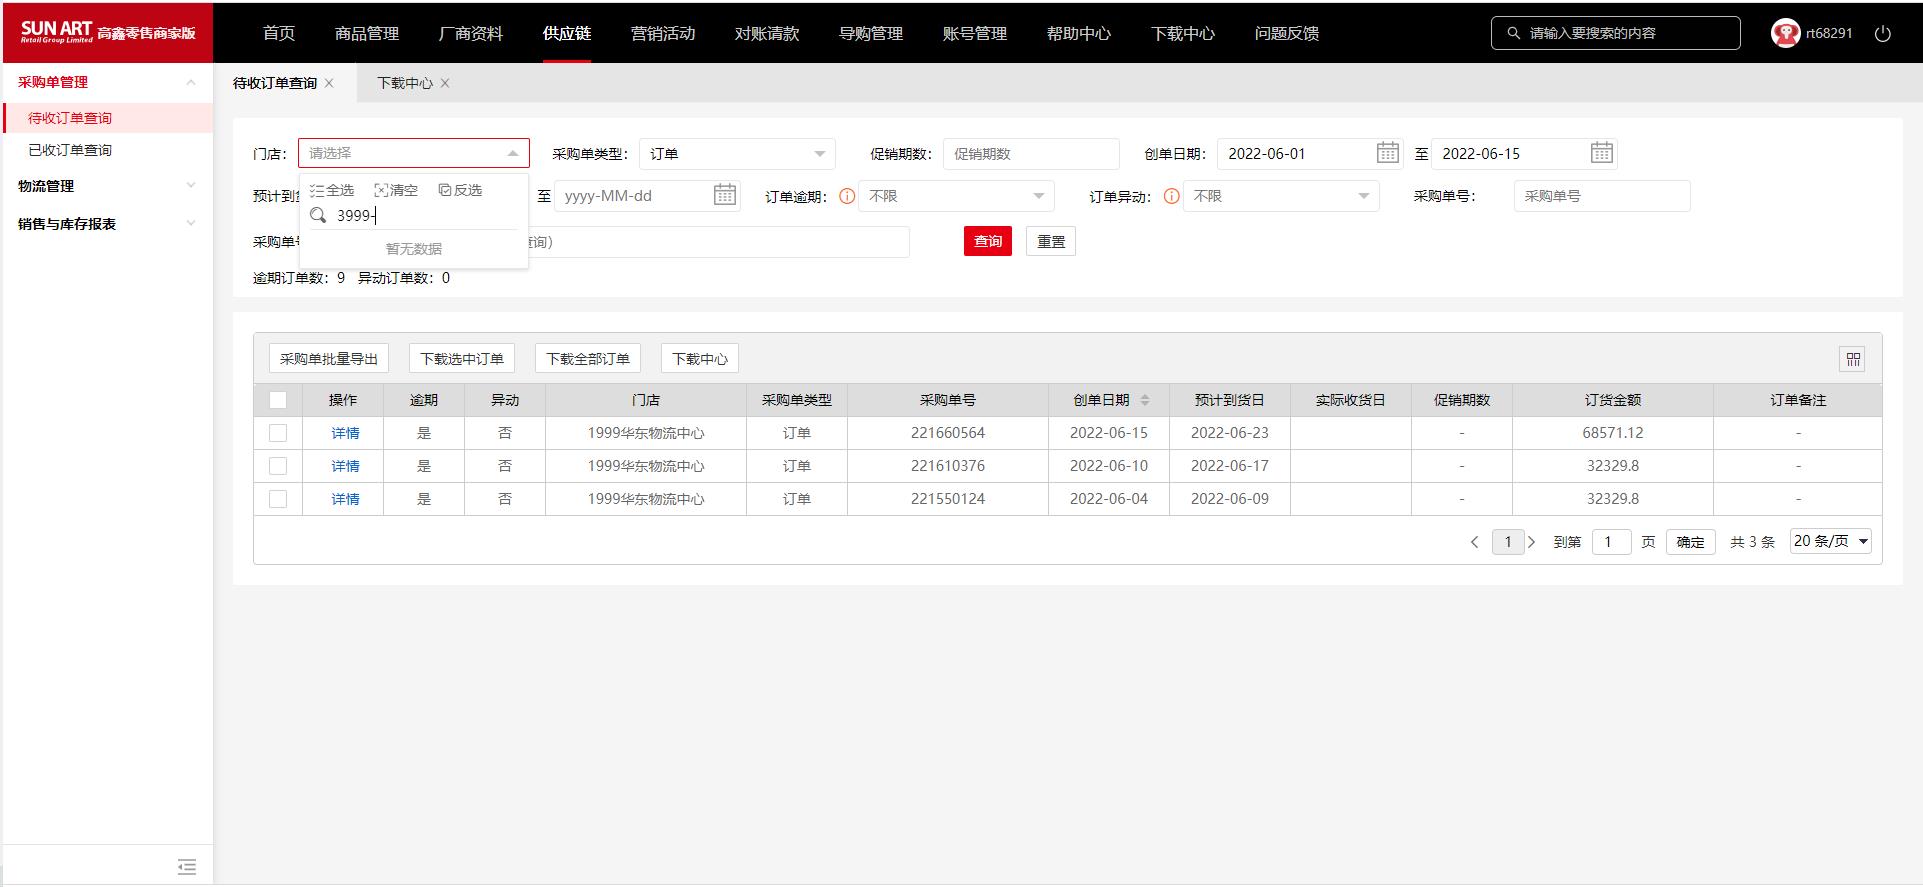 SUN ART Retail Group Limited 高鑫零售商家版 首页 商品管理 厂商资料 供应链 营销活动 对账请款 导购管理 账号管理 帮助中心 下载中心 问题反馈 请输入要搜索的内容 rt68291
采购单管理
待收订单查询
已收订单查询
物流管理
销售与库存报表
待收订单查询 下载中心
门店： 请选择 采购单类型： 订单 促销期数： 促销期数 创单日期： 2022-06-01 至 2022-06-15
全选 清空 反选
3999-
暂无数据
预计到 至 yyyy-MM-dd 订单逾期： 不限 订单异动： 不限 采购单号： 采购单号
采购单 查询 重置
逾期订单数：9 异动订单数：0
采购单批量导出 下载选中订单 下载全部订单 下载中心
操作 逾期 异动 门店 采购单类型 采购单号 创单日期 预计到货日 实际收货日 促销期数 订货金额 订单备注
详情 是 否 1999华东物流中心 订单 221660564 2022-06-15 2022-06-23 - 68571.12 -
详情 是 否 1999华东物流中心 订单 221610376 2022-06-10 2022-06-17 - 32329.8 -
详情 是 否 1999华东物流中心 订单 221550124 2022-06-04 2022-06-09 - 32329.8 -
1 到第 1 页 确定 共 3 条 20 条/页